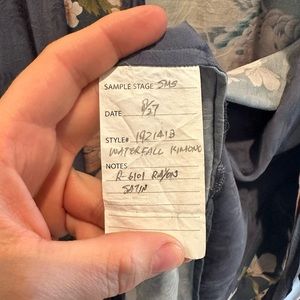 SAMPLE STAGE SMS
DATE 8/27
STYLE# 1921413
WATERFALL KIMONO
NOTES
R-6101 RAYON
SATIN